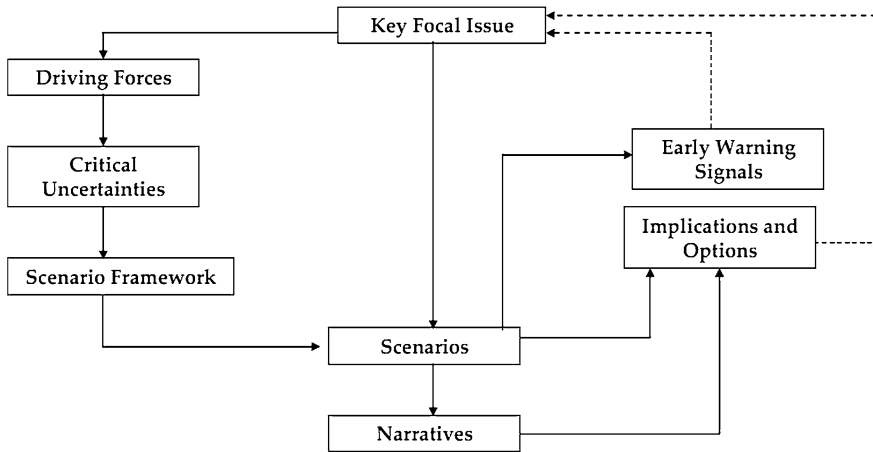 Key Focal Issue
Driving Forces
Critical
Uncertainties
Early Warning
Signals
Implications and
Options
Scenario Framework
Scenarios
Narratives